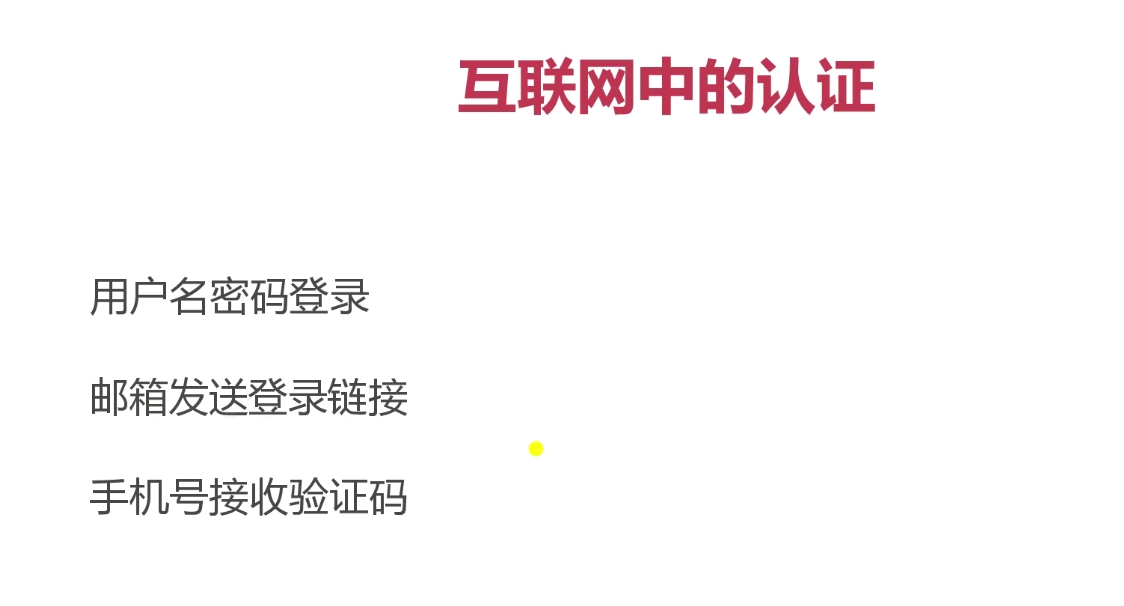 互联网中的认证
用户名密码登录
邮箱发送登录链接
手机号接收验证码